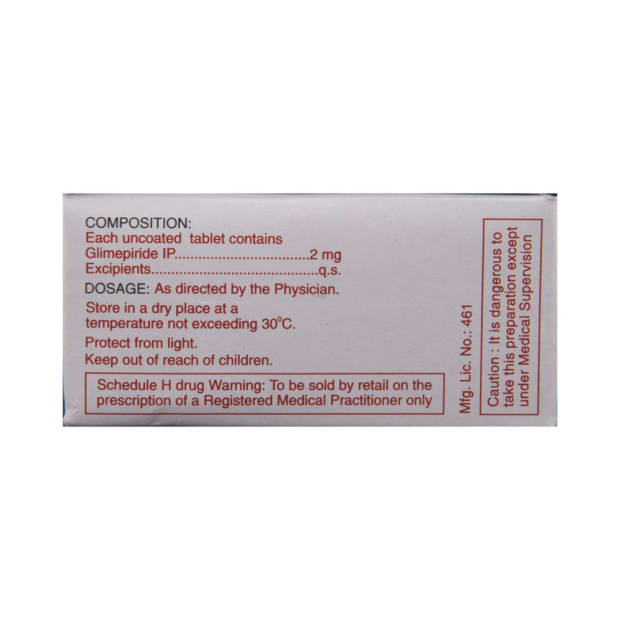 COMPOSITION:
Each uncoated tablet contains
Glimepiride IP..................................2 mg
Excipients..........................................q.s.
DOSAGE: As directed by the Physician.
Store in a dry place at a
temperature not exceeding 30°C.
Protect from light.
Keep out of reach of children.
Schedule H drug Warning: To be sold by retail on the
prescription of a Registered Medical Practitioner only
Mfg. Lic. No.: 461
Caution : It is dangerous to
take this preparation except
under Medical Supervision